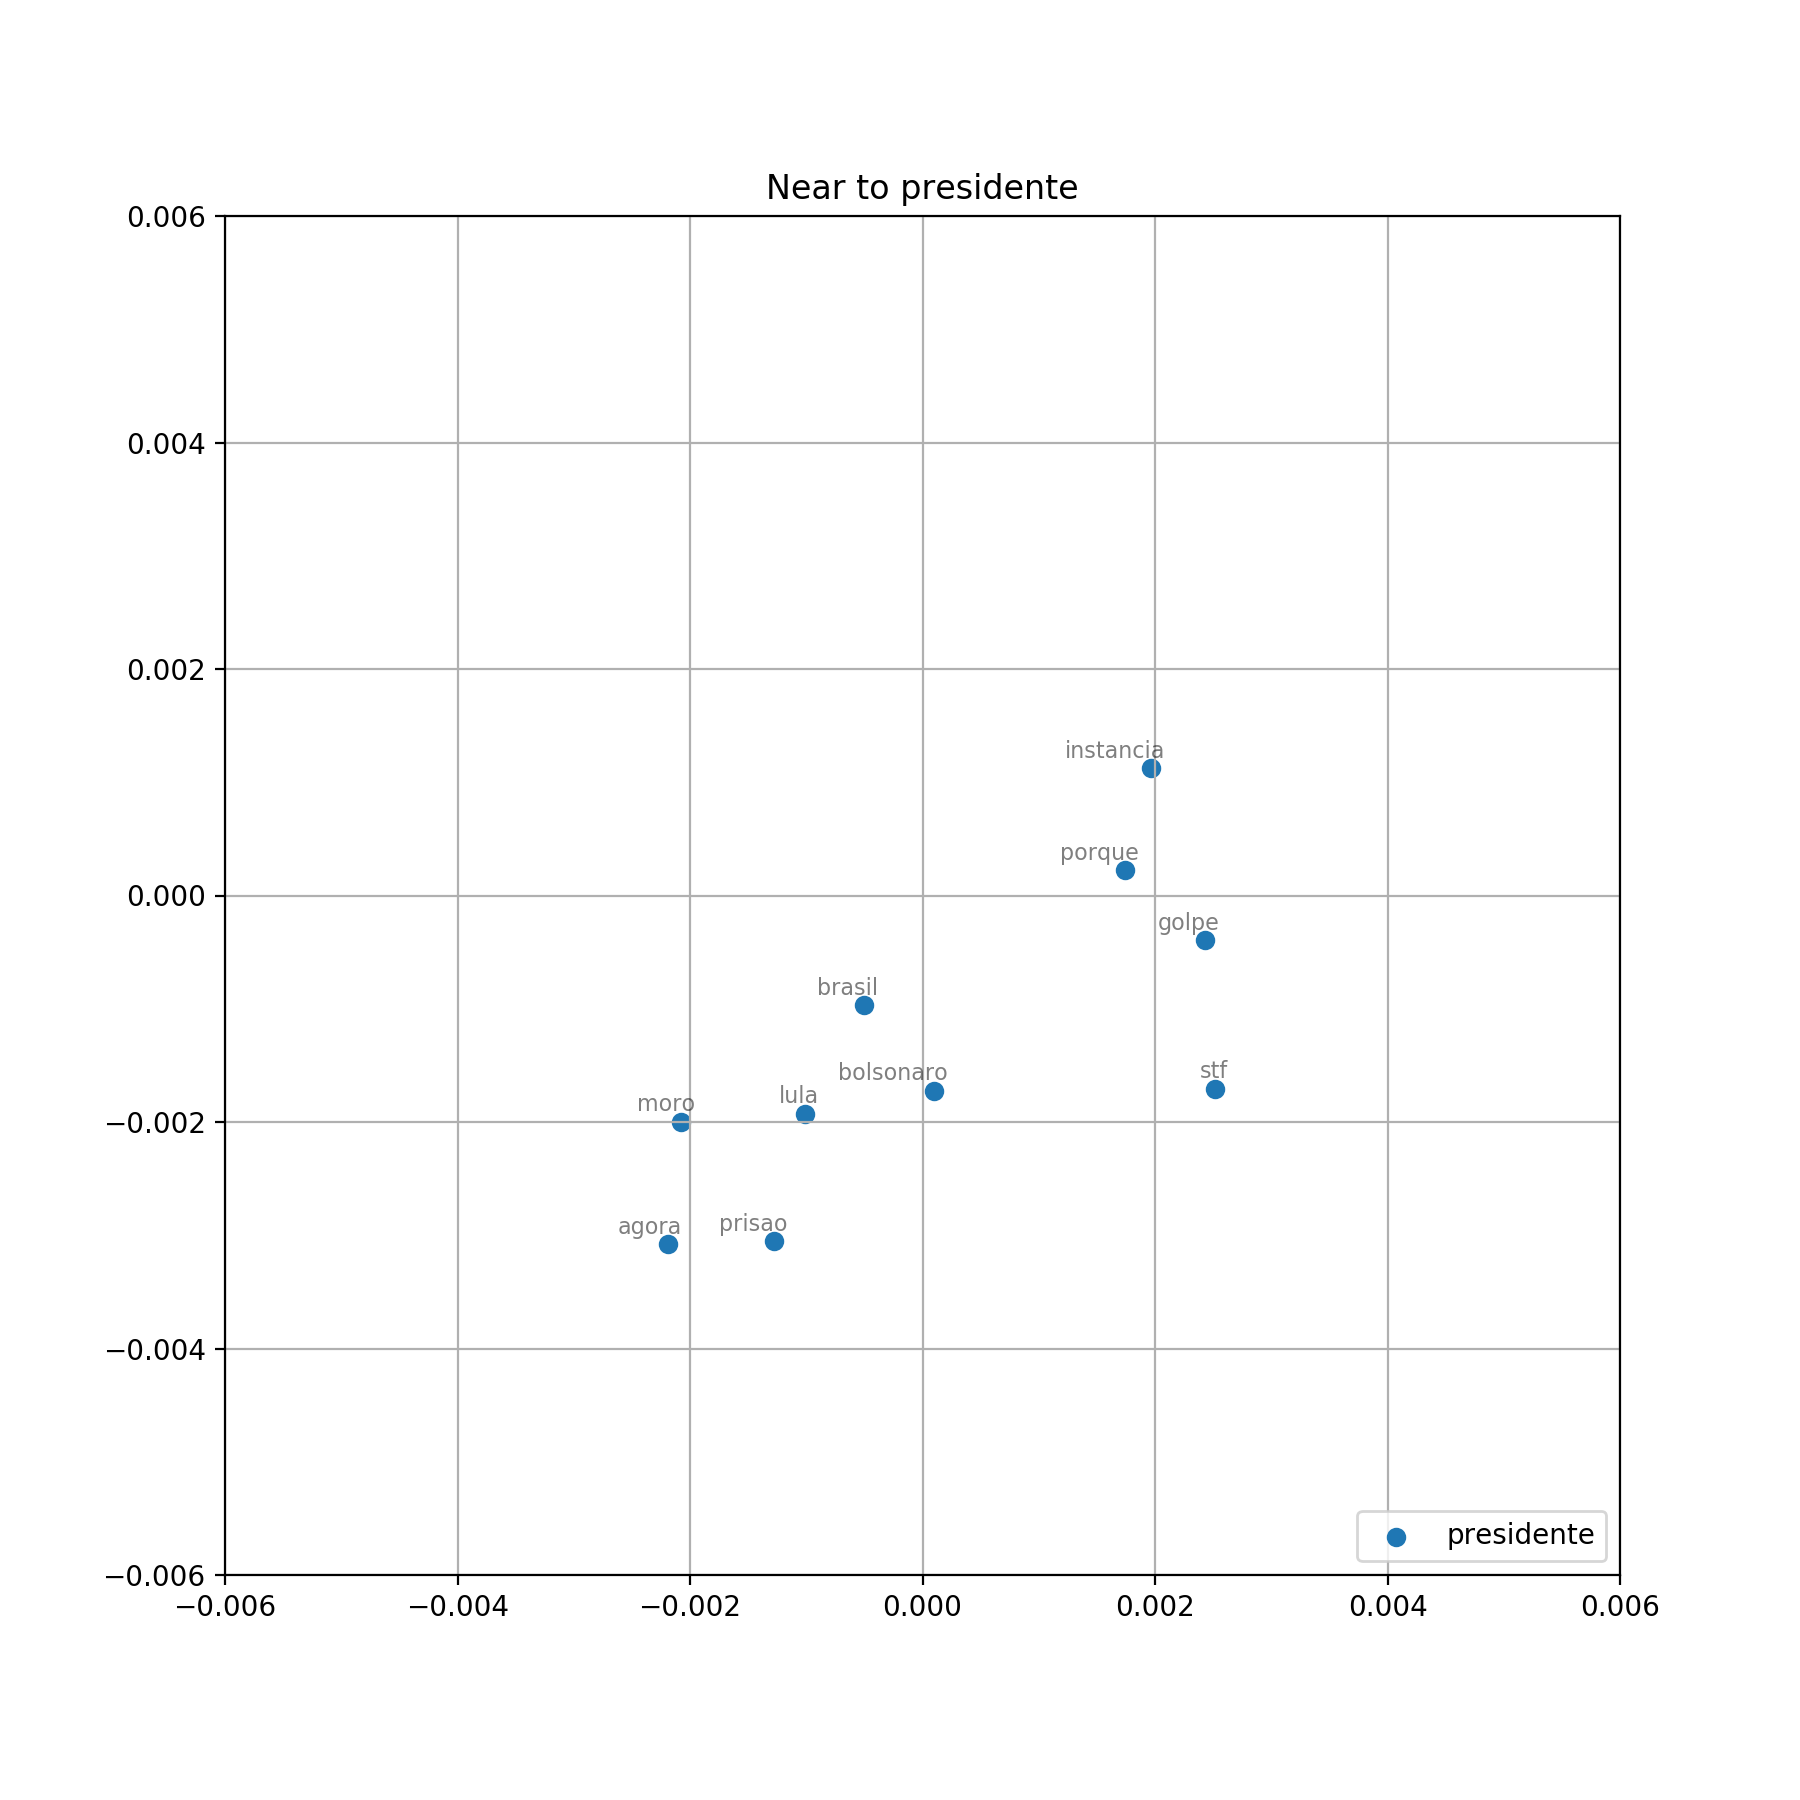 Near to presidente
0.006
0.004
0.002
0.000
−0.002
−0.004
−0.006
instancia
porque
golpe
brasil
bolsonaro
stf
lula
moro
prisao
agora
presidente
−0.006 −0.004 −0.002 0.000 0.002 0.004 0.006